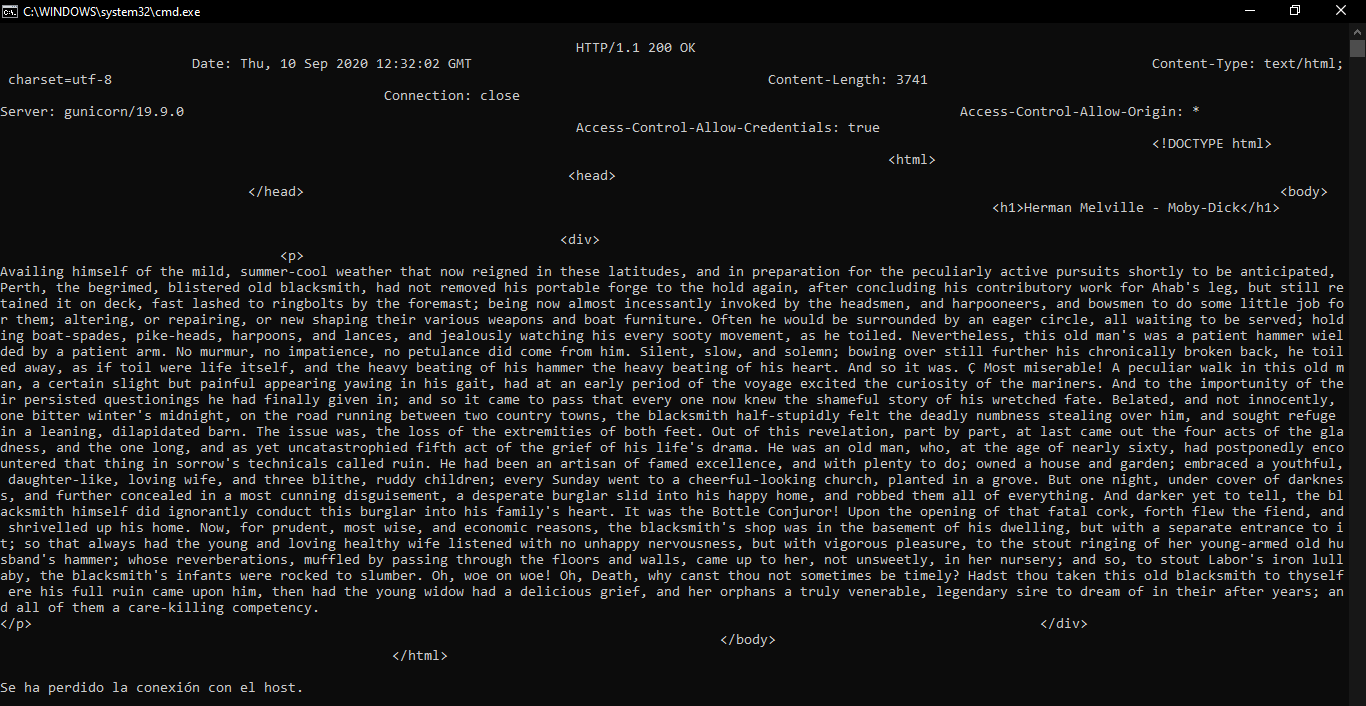 C:\WINDOWS\system32\cmd.exe
HTTP/1.1 200 OK
Date: Thu, 10 Sep 2020 12:32:02 GMT Content-Type: text/html;
charset=utf-8 Content-Length: 3741
Connection: close
Server: gunicorn/19.9.0 Access-Control-Allow-Origin: *
Access-Control-Allow-Credentials: true
<!DOCTYPE html>
<html>
<head>
</head> <body>
<h1>Herman Melville - Moby-Dick</h1>
<div>
<p>
Availing himself of the mild, summer-cool weather that now reigned in these latitudes, and in preparation for the peculiarly active pursuits shortly to be anticipated,
Perth, the begrimed, blistered old blacksmith, had not removed his portable forge to the hold again, after concluding his contributory work for Ahab's leg, but still re
tained it on deck, fast lashed to ringbolts by the foremast; being now almost incessantly invoked by the headsmen, and harpooneers, and bowsmen to do some little job fo
r them; altering, or repairing, or new shaping their various weapons and boat furniture. Often he would be surrounded by an eager circle, all waiting to be served; hold
ing boat-spades, pike-heads, harpoons, and lances, and jealously watching his every sooty movement, as he toiled. Nevertheless, this old man's was a patient hammer wiel
ded by a patient arm. No murmur, no impatience, no petulance did come from him. Silent, slow, and solemn; bowing over still further his chronically broken back, he toil
ed away, as if toil were life itself, and the heavy beating of his hammer the heavy beating of his heart. And so it was. Ç Most miserable! A peculiar walk in this old m
an, a certain slight but painful appearing yawing in his gait, had at an early period of the voyage excited the curiosity of the mariners. And to the importunity of the
ir persisted questionings he had finally given in; and so it came to pass that every one now knew the shameful story of his wretched fate. Belated, and not innocently,
one bitter winter's midnight, on the road running between two country towns, the blacksmith half-stupidly felt the deadly numbness stealing over him, and sought refuge
in a leaning, dilapidated barn. The issue was, the loss of the extremities of both feet. Out of this revelation, part by part, at last came out the four acts of the gla
dness, and the one long, and as yet uncatastrophied fifth act of the grief of his life's drama. He was an old man, who, at the age of nearly sixty, had postponedly enco
untered that thing in sorrow's technicals called ruin. He had been an artisan of famed excellence, and with plenty to do; owned a house and garden; embraced a youthful,
daughter-like, loving wife, and three blithe, ruddy children; every Sunday went to a cheerful-looking church, planted in a grove. But one night, under cover of darknes
s, and further concealed in a most cunning disguisement, a desperate burglar slid into his happy home, and robbed them all of everything. And darker yet to tell, the bl
acksmith himself did ignorantly conduct this burglar into his family's heart. It was the Bottle Conjuror! Upon the opening of that fatal cork, forth flew the fiend, and
shrivelled up his home. Now, for prudent, most wise, and economic reasons, the blacksmith's shop was in the basement of his dwelling, but with a separate entrance to i
t; so that always had the young and loving healthy wife listened with no unhappy nervousness, but with vigorous pleasure, to the stout ringing of her young-armed old hu
sband's hammer; whose reverberations, muffled by passing through the floors and walls, came up to her, not unsweetly, in her nursery; and so, to stout Labor's iron lull
aby, the blacksmith's infants were rocked to slumber. Oh, woe on woe! Oh, Death, why canst thou not sometimes be timely? Hadst thou taken this old blacksmith to thyself
ere his full ruin came upon him, then had the young widow had a delicious grief, and her orphans a truly venerable, legendary sire to dream of in their after years; an
d all of them a care-killing competency.
</p> </div>
</body>
</html>
Se ha perdido la conexión con el host.